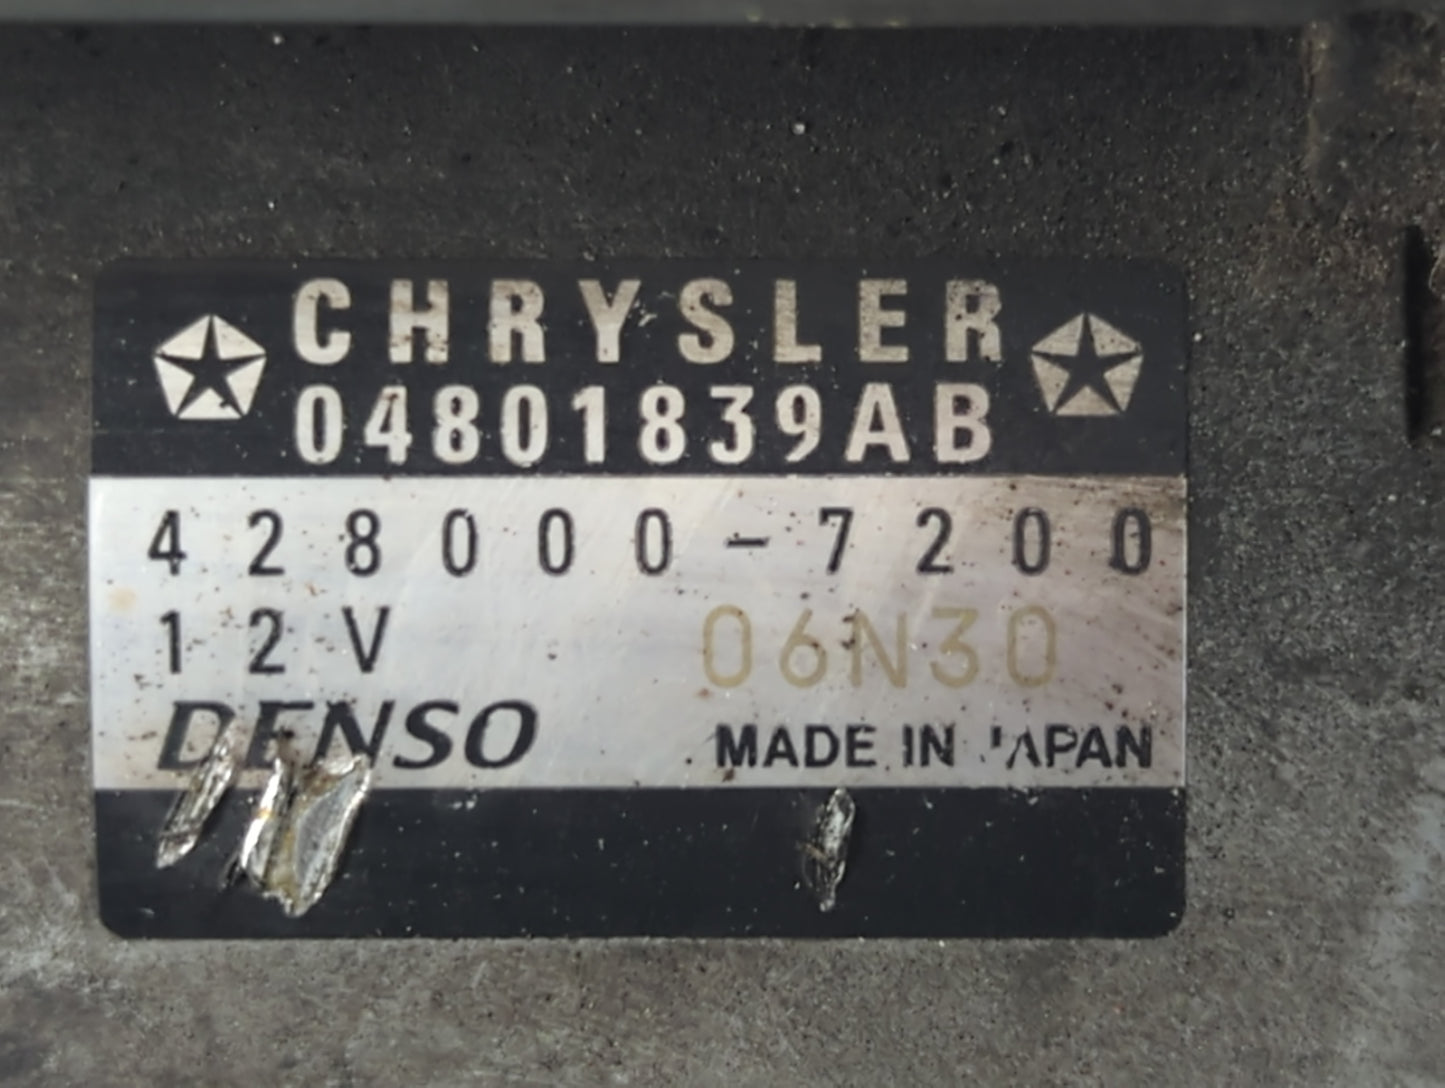 CHRYSLER
04801839AB
428000-7200
12V 06N30
DENSO MADE IN JAPAN